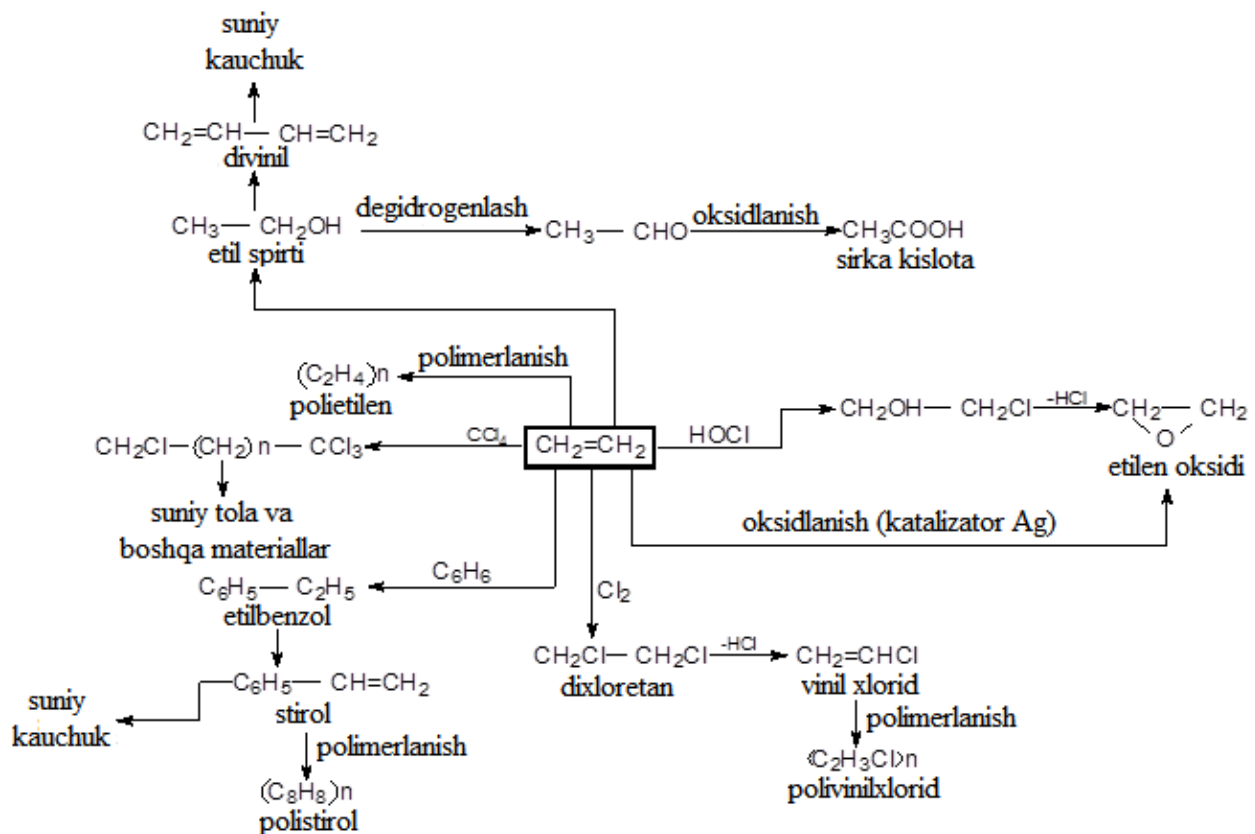 suniy
kauchuk
CH₂=CH — CH=CH₂
divinil
CH₃ — CH₂OH
etil spirti
degidrogenlash
CH₃ — CHO
oksidlanish
CH₃COOH
sirka kislota
polimerlanish
(C₂H₄)n
polietilen
CH₂Cl—(CH₂)n — CCl₃
CCl₄
CH₂=CH₂
HOCl
CH₂OH — CH₂Cl
-HCl
CH₂ — CH₂
O
etilen oksidi
suniy tola va
boshqa materiallar
oksidlanish (katalizator Ag)
C₆H₅ — C₂H₅
etilbenzol
C₆H₆
Cl₂
CH₂Cl — CH₂Cl
dixloretan
-HCl
CH₂=CHCl
vinil xlorid
suniy
kauchuk
C₆H₅ — CH=CH₂
stirol
polimerlanish
(C₈H₈)n
polistirol
polimerlanish
(C₂H₃Cl)n
polivinilxlorid